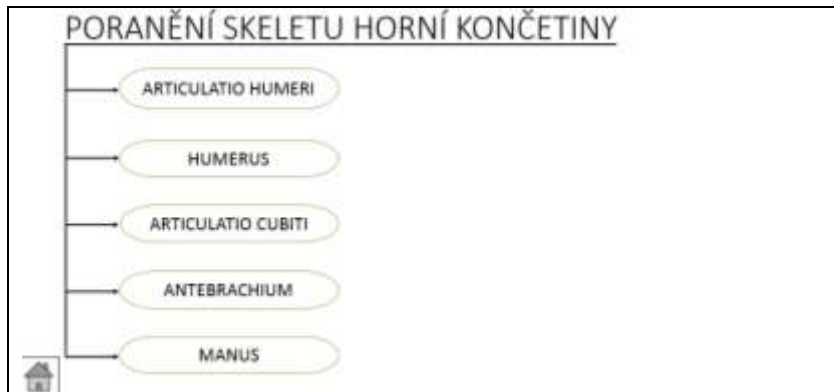 PORANĚNÍ SKELETU HORNÍ KONČETINY
ARTICULATIO HUMERI
HUMERUS
ARTICULATIO CUBITI
ANTEBRACHIUM
MANUS